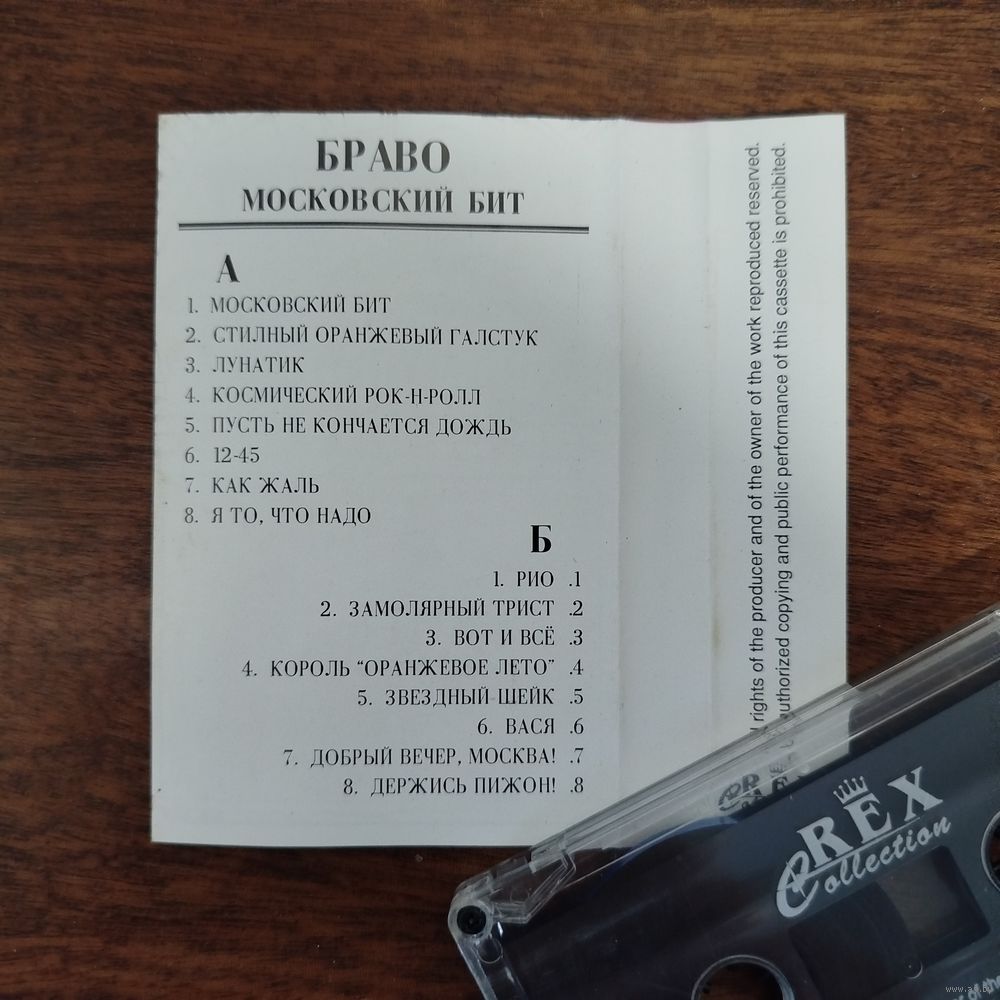 БРАВО
МОСКОВСКИЙ БИТ
А
1. МОСКОВСКИЙ БИТ
2. СТИЛНЫЙ ОРАНЖЕВЫЙ ГАЛСТУК
3. ЛУНАТИК
4. КОСМИЧЕСКИЙ РОК-Н-РОЛЛ
5. ПУСТЬ НЕ КОНЧАЕТСЯ ДОЖДЬ
6. 12-45
7. КАК ЖАЛЬ
8. Я ТО, ЧТО НАДО
Б
1. РИО .1
2. ЗАМОЛЯРНЫЙ ТРИСТ .2
3. ВОТ И ВСЁ .3
4. КОРОЛЬ “ОРАНЖЕВОЕ ЛЕТО” .4
5. ЗВЕЗДНЫЙ ШЕЙК .5
6. ВАСЯ .6
7. ДОБРЫЙ ВЕЧЕР, МОСКВА! .7
8. ДЕРЖИСЬ ПИЖОН! .8
rights of the producer and of the owner of the work reproduced reserved.
copying and public performance of this cassette is prohibited.
REX
Collection